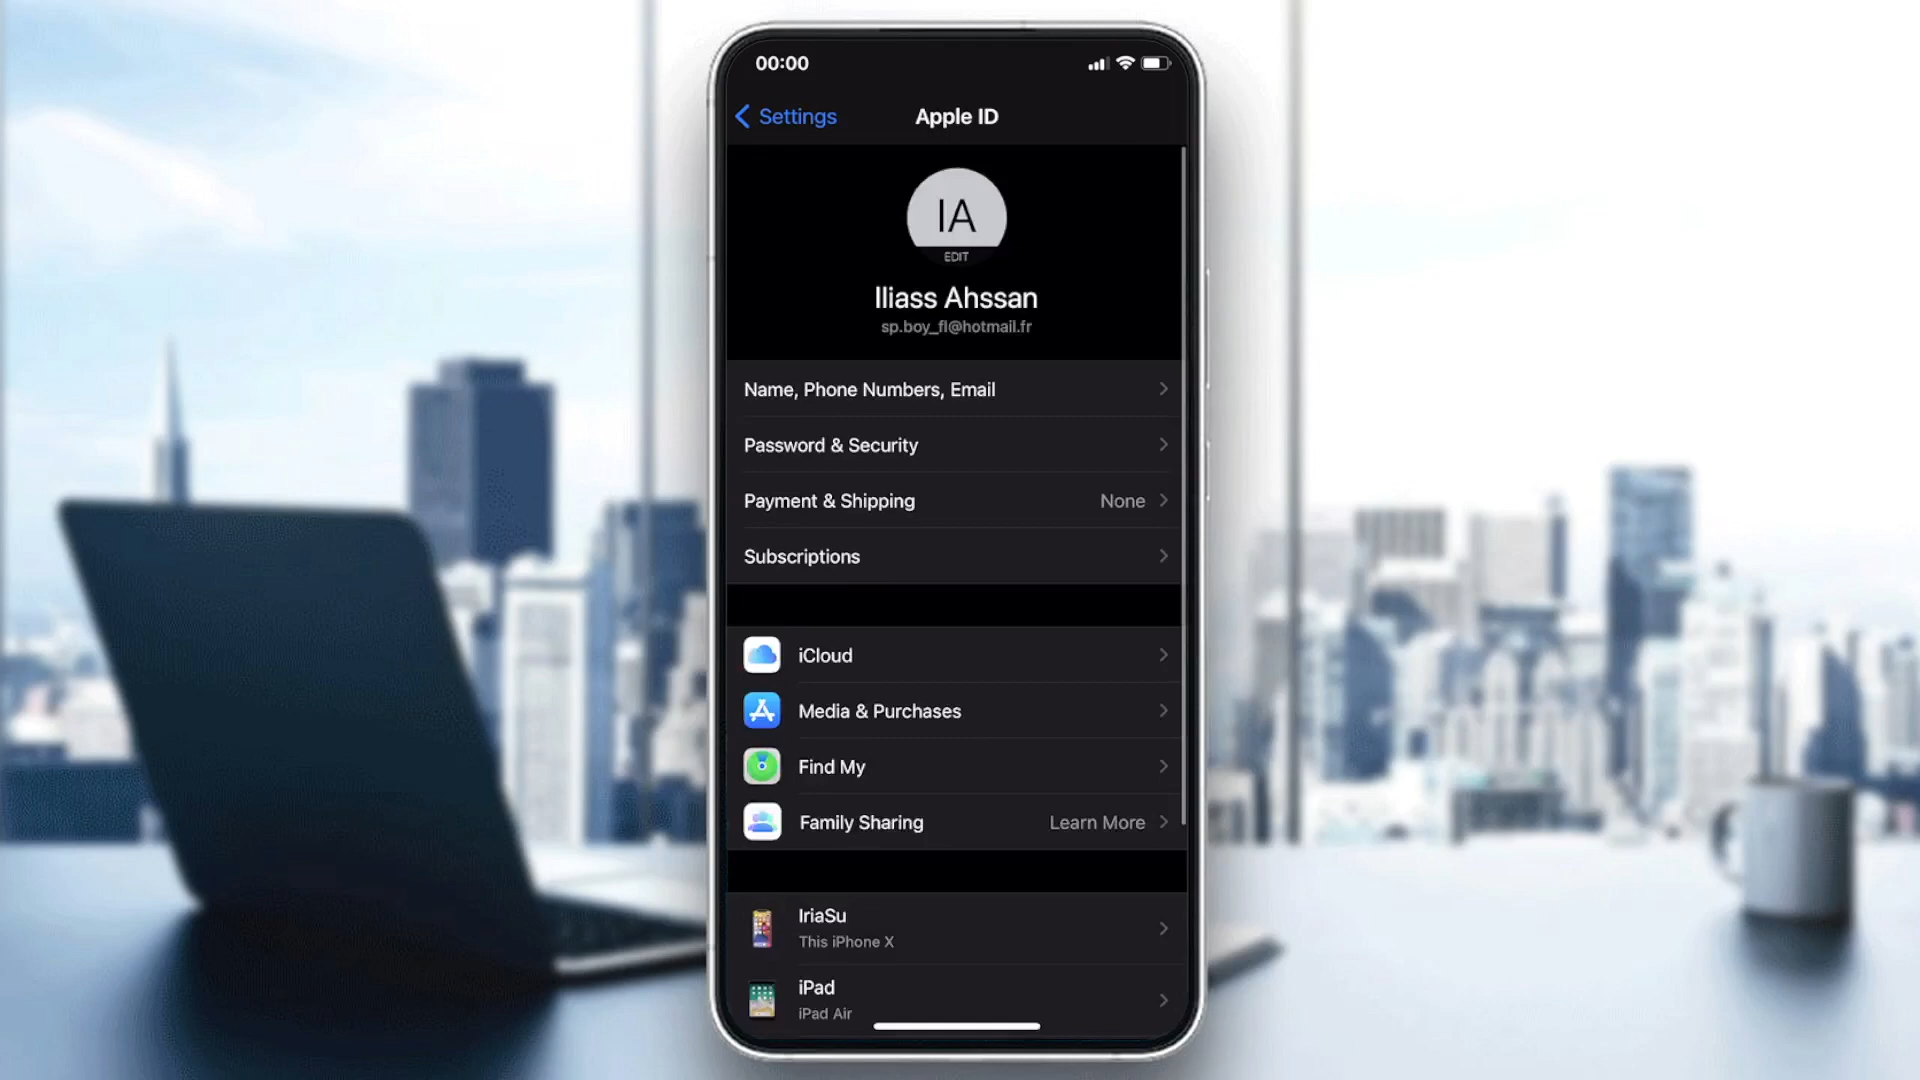 00:00
Settings
Apple ID
IA
EDIT
Iliass Ahssan
sp.boy_fl@hotmail.fr
Name, Phone Numbers, Email
Password & Security
Payment & Shipping None
Subscriptions
iCloud
Media & Purchases
Find My
Family Sharing Learn More
IriaSu
This iPhone X
iPad
iPad Air